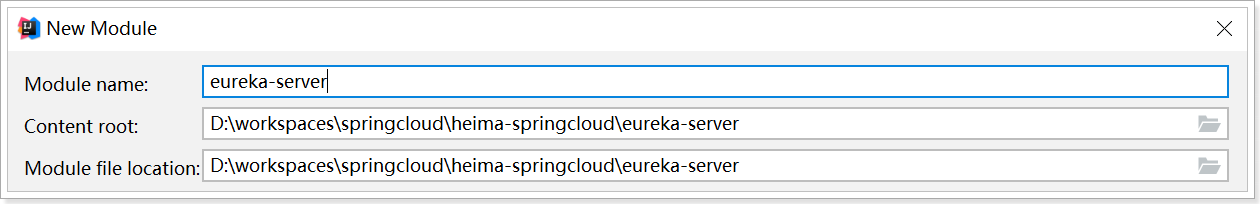 New Module
Module name: eureka-server
Content root: D:\workspaces\springcloud\heima-springcloud\eureka-server
Module file location: D:\workspaces\springcloud\heima-springcloud\eureka-server